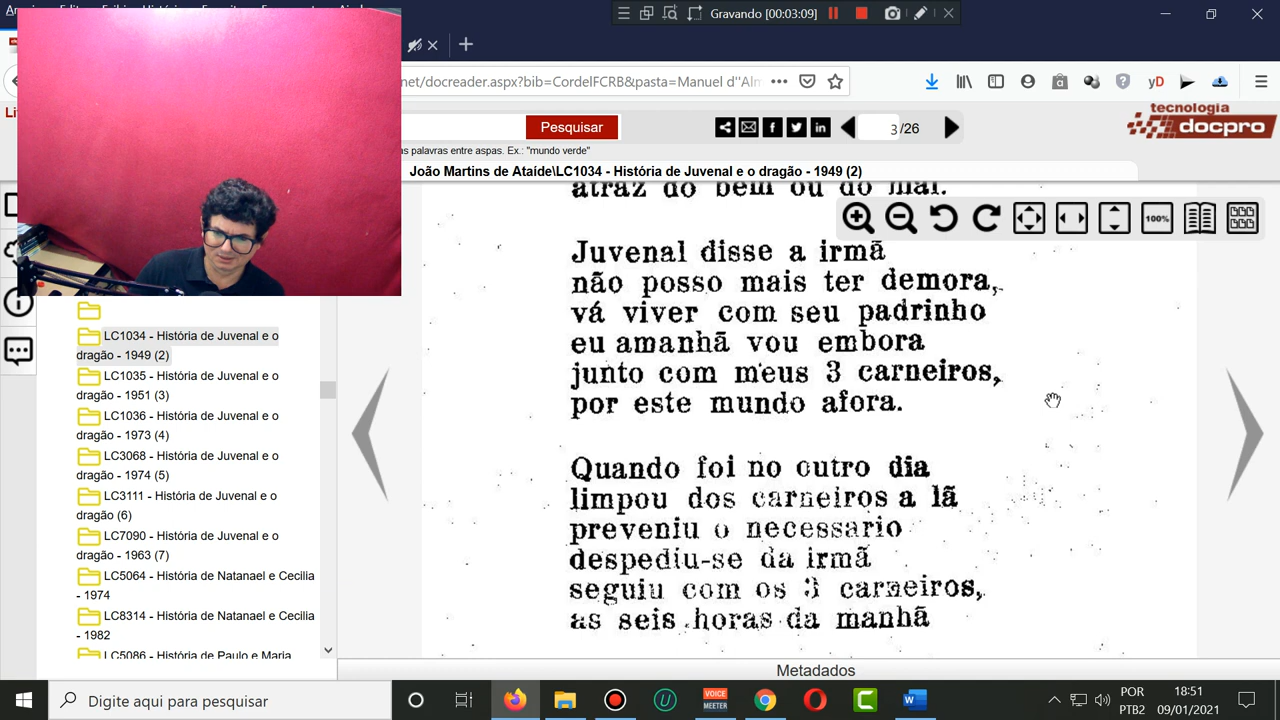 Gravando [00:03:09]
net/docreader.aspx?bib=CordelFCRB&pasta=Manuel d''Alm
yD
Pesquisar
3 /26
tecnologia
docpro
as palavras entre aspas. Ex.: "mundo verde"
João Martins de Ataíde\LC1034 - História de Juvenal e o dragão - 1949 (2)
atraz do bem ou do mal.
100%
Juvenal disse a irmã
não posso mais ter demora,
vá viver com seu padrinho
eu amanhã vou embora
junto com meus 3 carneiros,
por este mundo afora.
Quando foi no outro dia
limpou dos carneiros a lã
preveniu o necessario
despediu-se da irmã
seguiu com os 3 carneiros,
as seis horas da manhã
LC1034 - História de Juvenal e o
dragão - 1949 (2)
LC1035 - História de Juvenal e o
dragão - 1951 (3)
LC1036 - História de Juvenal e o
dragão - 1973 (4)
LC3068 - História de Juvenal e o
dragão - 1974 (5)
LC3111 - História de Juvenal e o
dragão (6)
LC7090 - História de Juvenal e o
dragão - 1963 (7)
LC5064 - História de Natanael e Cecilia
- 1974
LC8314 - História de Natanael e Cecilia
- 1982
LC5086 - História de Paulo e Maria
Metadados
Digite aqui para pesquisar
VOICE
MEETER
POR
PTB2
18:51
09/01/2021